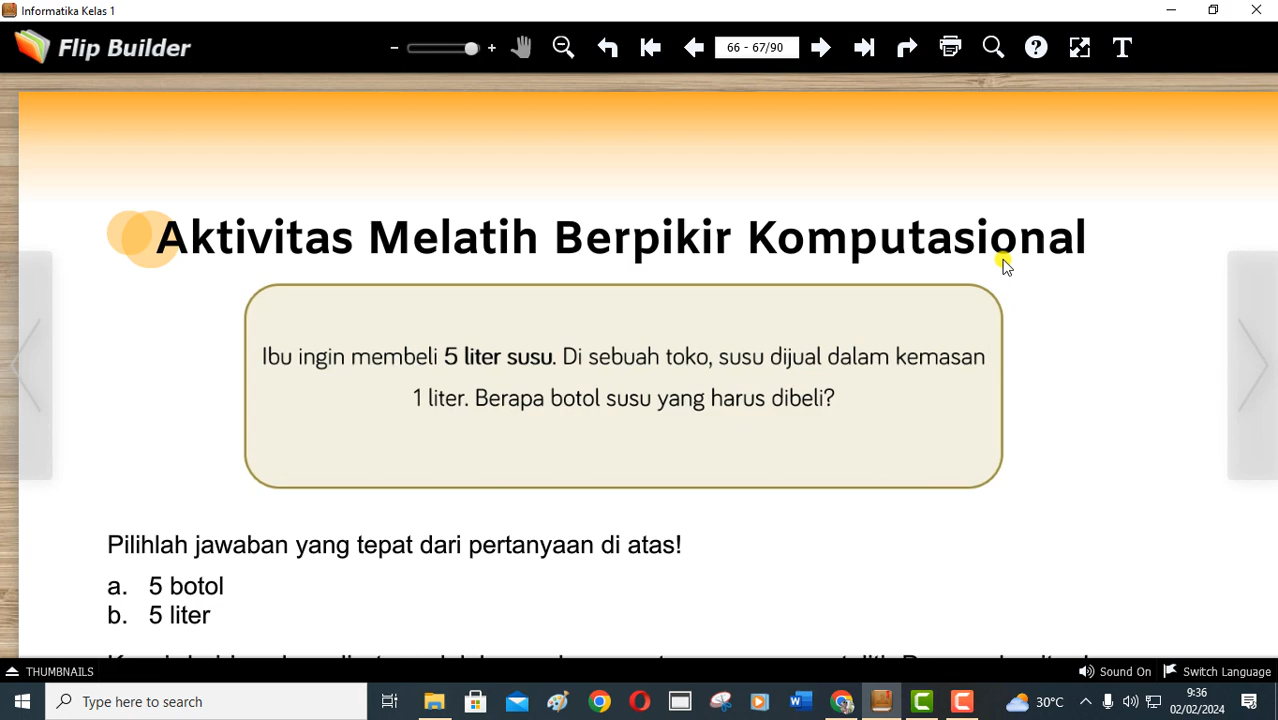 Informatika Kelas 1
Flip Builder
66 - 67/90
Aktivitas Melatih Berpikir Komputasional
Ibu ingin membeli 5 liter susu. Di sebuah toko, susu dijual dalam kemasan
1 liter. Berapa botol susu yang harus dibeli?
Pilihlah jawaban yang tepat dari pertanyaan di atas!
a. 5 botol
b. 5 liter
THUMBNAILS
Sound On
Switch Language
Type here to search
30°C
9:36
02/02/2024